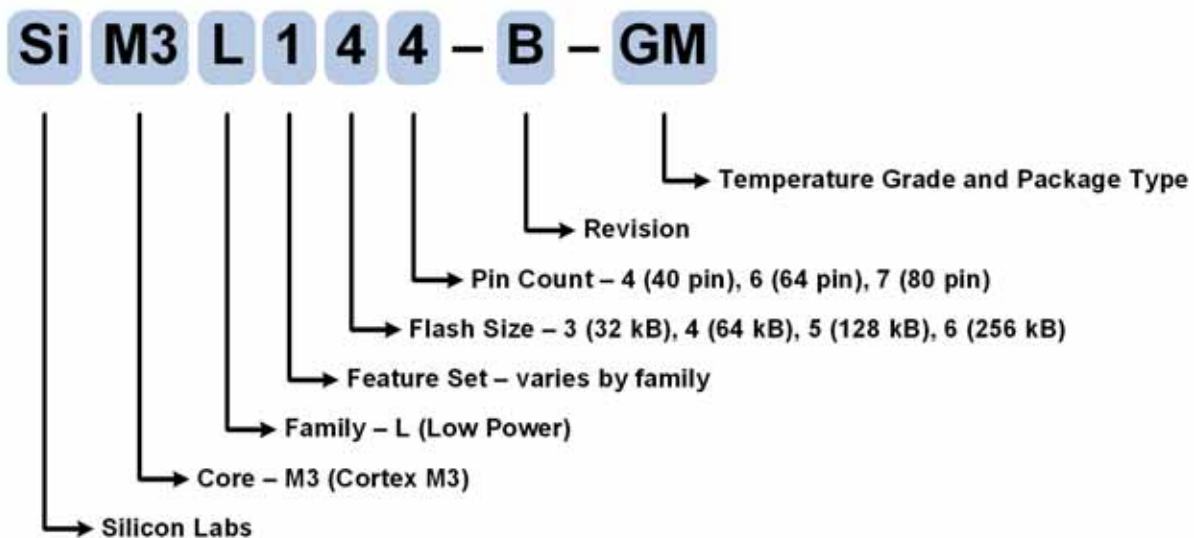 Si M3 L 1 4 4 – B – GM
Temperature Grade and Package Type
Revision
Pin Count – 4 (40 pin), 6 (64 pin), 7 (80 pin)
Flash Size – 3 (32 kB), 4 (64 kB), 5 (128 kB), 6 (256 kB)
Feature Set – varies by family
Family – L (Low Power)
Core – M3 (Cortex M3)
Silicon Labs